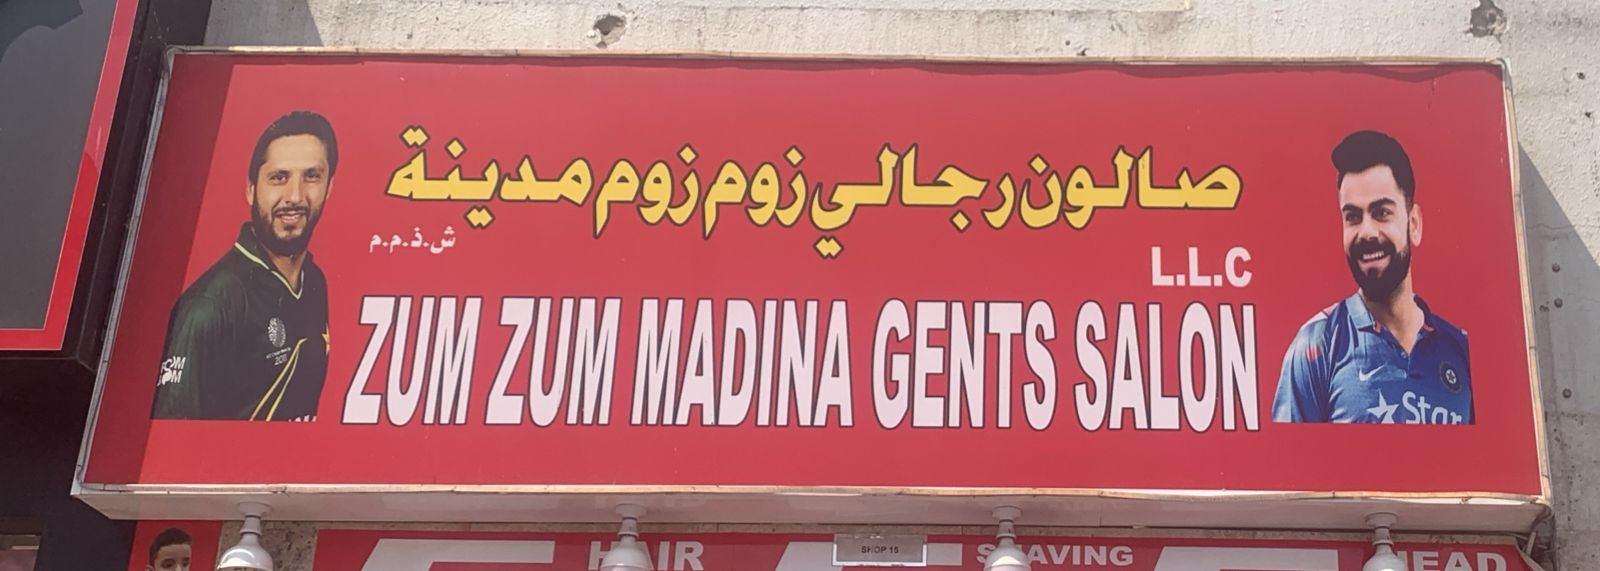 صالون رجالي زوم زوم مدينة
ش.ذ.م.م
L.L.C
ZUM ZUM MADINA GENTS SALON
Star
SHOP 15
HAIR
SHAVING
HEAD